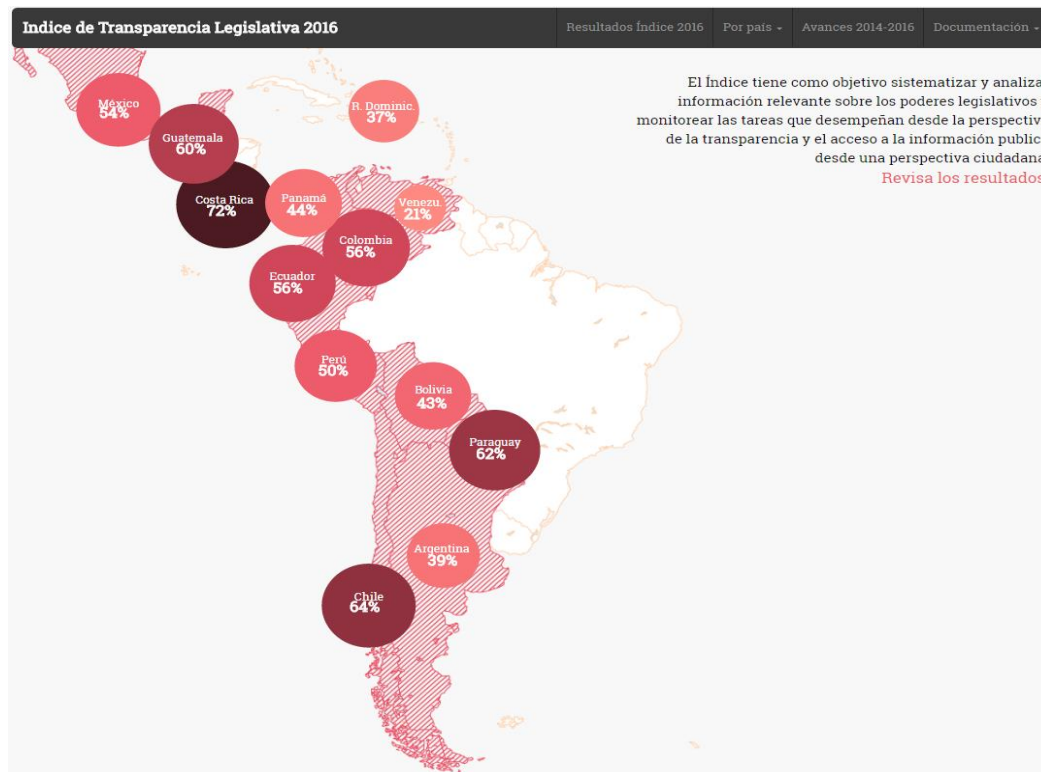 Indice de Transparencia Legislativa 2016
Resultados Índice 2016
Por país
Avances 2014-2016
Documentación
El Índice tiene como objetivo sistematizar y analiza
información relevante sobre los poderes legislativos
monitorear las tareas que desempeñan desde la perspectiv
de la transparencia y el acceso a la información public
desde una perspectiva ciudadana
Revisa los resultados
México
54%
R. Dominic.
37%
Guatemala
60%
Costa Rica
72%
Panamá
44%
Venezu.
21%
Colombia
56%
Ecuador
56%
Perú
50%
Bolivia
43%
Paraguay
62%
Argentina
39%
Chile
64%